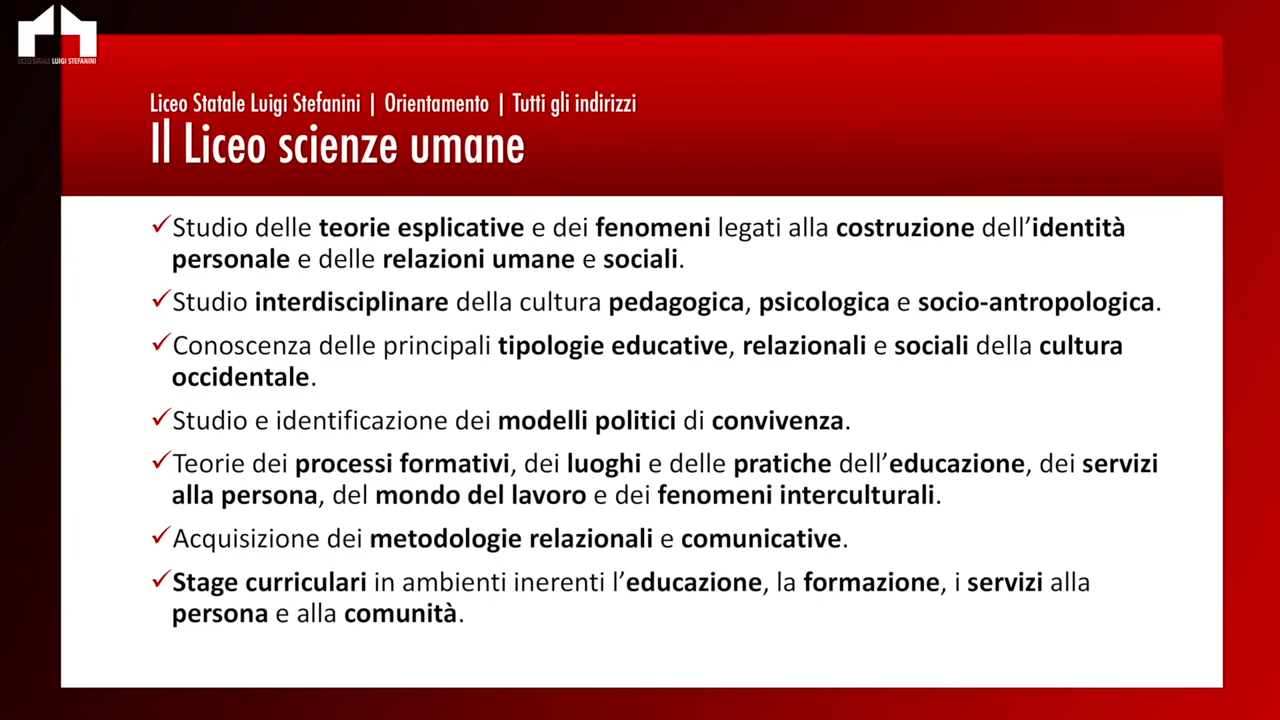 LICEO STATALE LUIGI STEFANINI
Liceo Statale Luigi Stefanini | Orientamento | Tutti gli indirizzi
Il Liceo scienze umane
✓Studio delle teorie esplicative e dei fenomeni legati alla costruzione dell’identità
personale e delle relazioni umane e sociali.
✓Studio interdisciplinare della cultura pedagogica, psicologica e socio-antropologica.
✓Conoscenza delle principali tipologie educative, relazionali e sociali della cultura
occidentale.
✓Studio e identificazione dei modelli politici di convivenza.
✓Teorie dei processi formativi, dei luoghi e delle pratiche dell’educazione, dei servizi
alla persona, del mondo del lavoro e dei fenomeni interculturali.
✓Acquisizione dei metodologie relazionali e comunicative.
✓Stage curriculari in ambienti inerenti l’educazione, la formazione, i servizi alla
persona e alla comunità.